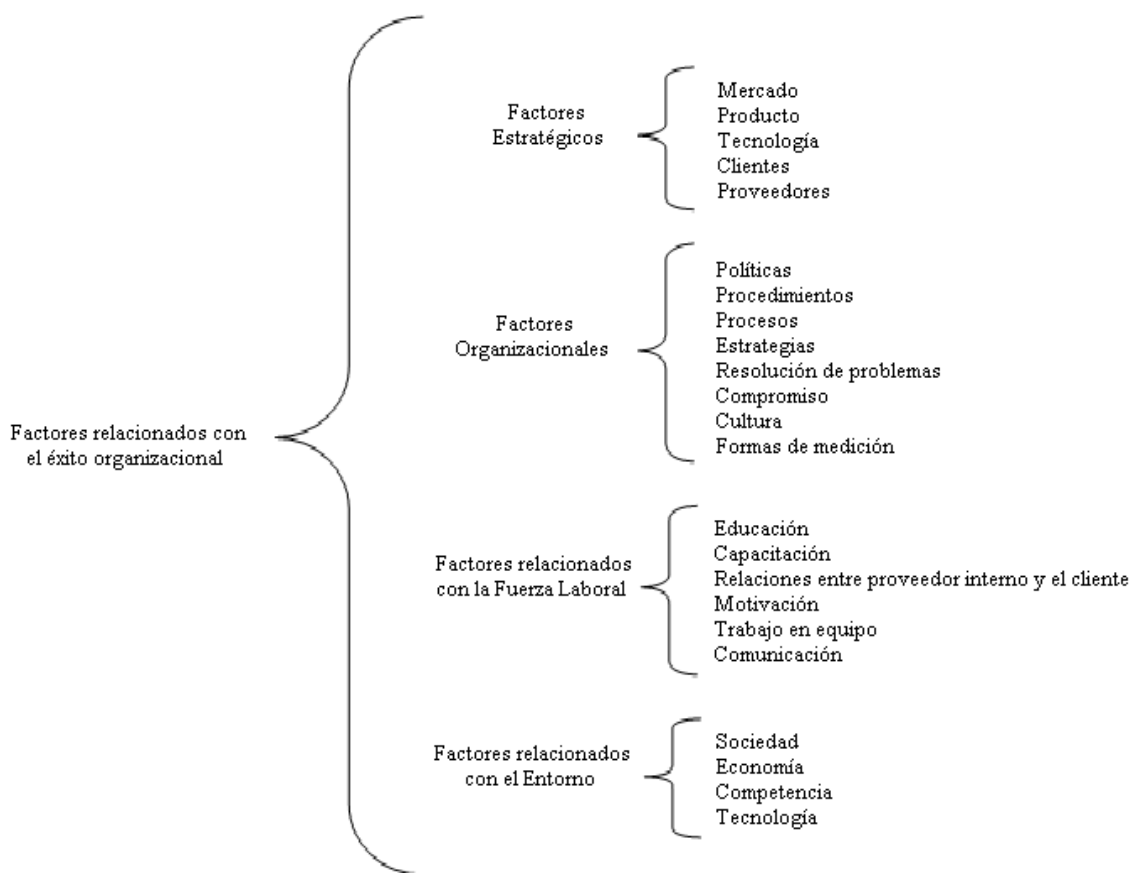 Factores relacionados con
el éxito organizacional
Factores
Estratégicos
Mercado
Producto
Tecnología
Clientes
Proveedores
Factores
Organizacionales
Políticas
Procedimientos
Procesos
Estrategias
Resolución de problemas
Compromiso
Cultura
Formas de medición
Factores relacionados
con la Fuerza Laboral
Educación
Capacitación
Relaciones entre proveedor interno y el cliente
Motivación
Trabajo en equipo
Comunicación
Factores relacionados
con el Entorno
Sociedad
Economía
Competencia
Tecnología